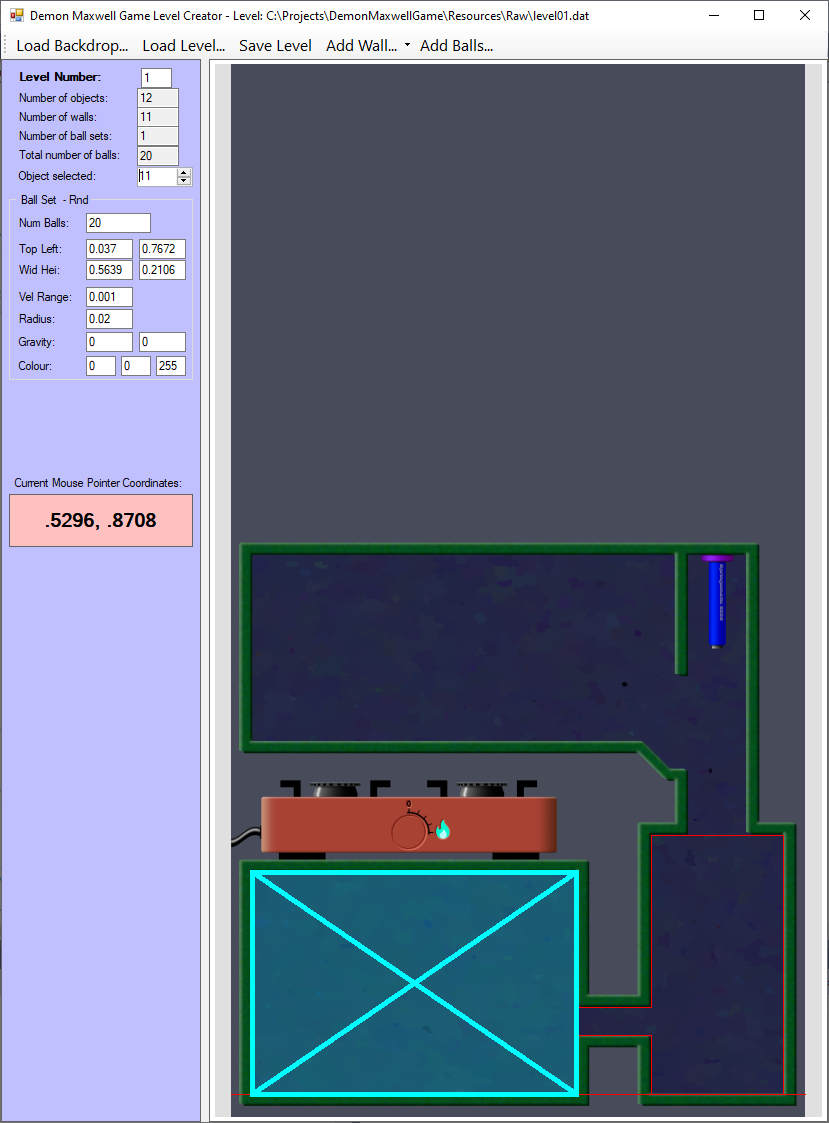 Demon Maxwell Game Level Creator - Level: C:\Projects\DemonMaxwellGame\Resources\Raw\level01.dat
Load Backdrop... Load Level... Save Level Add Wall... Add Balls...
Level Number: 1
Number of objects: 12
Number of walls: 11
Number of ball sets: 1
Total number of balls: 20
Object selected: 11
Ball Set - Rnd
Num Balls: 20
Top Left: 0.037 0.7672
Wid Hei: 0.5639 0.2106
Vel Range: 0.001
Radius: 0.02
Gravity: 0 0
Colour: 0 0 255
Current Mouse Pointer Coordinates:
.5296, .8708
0